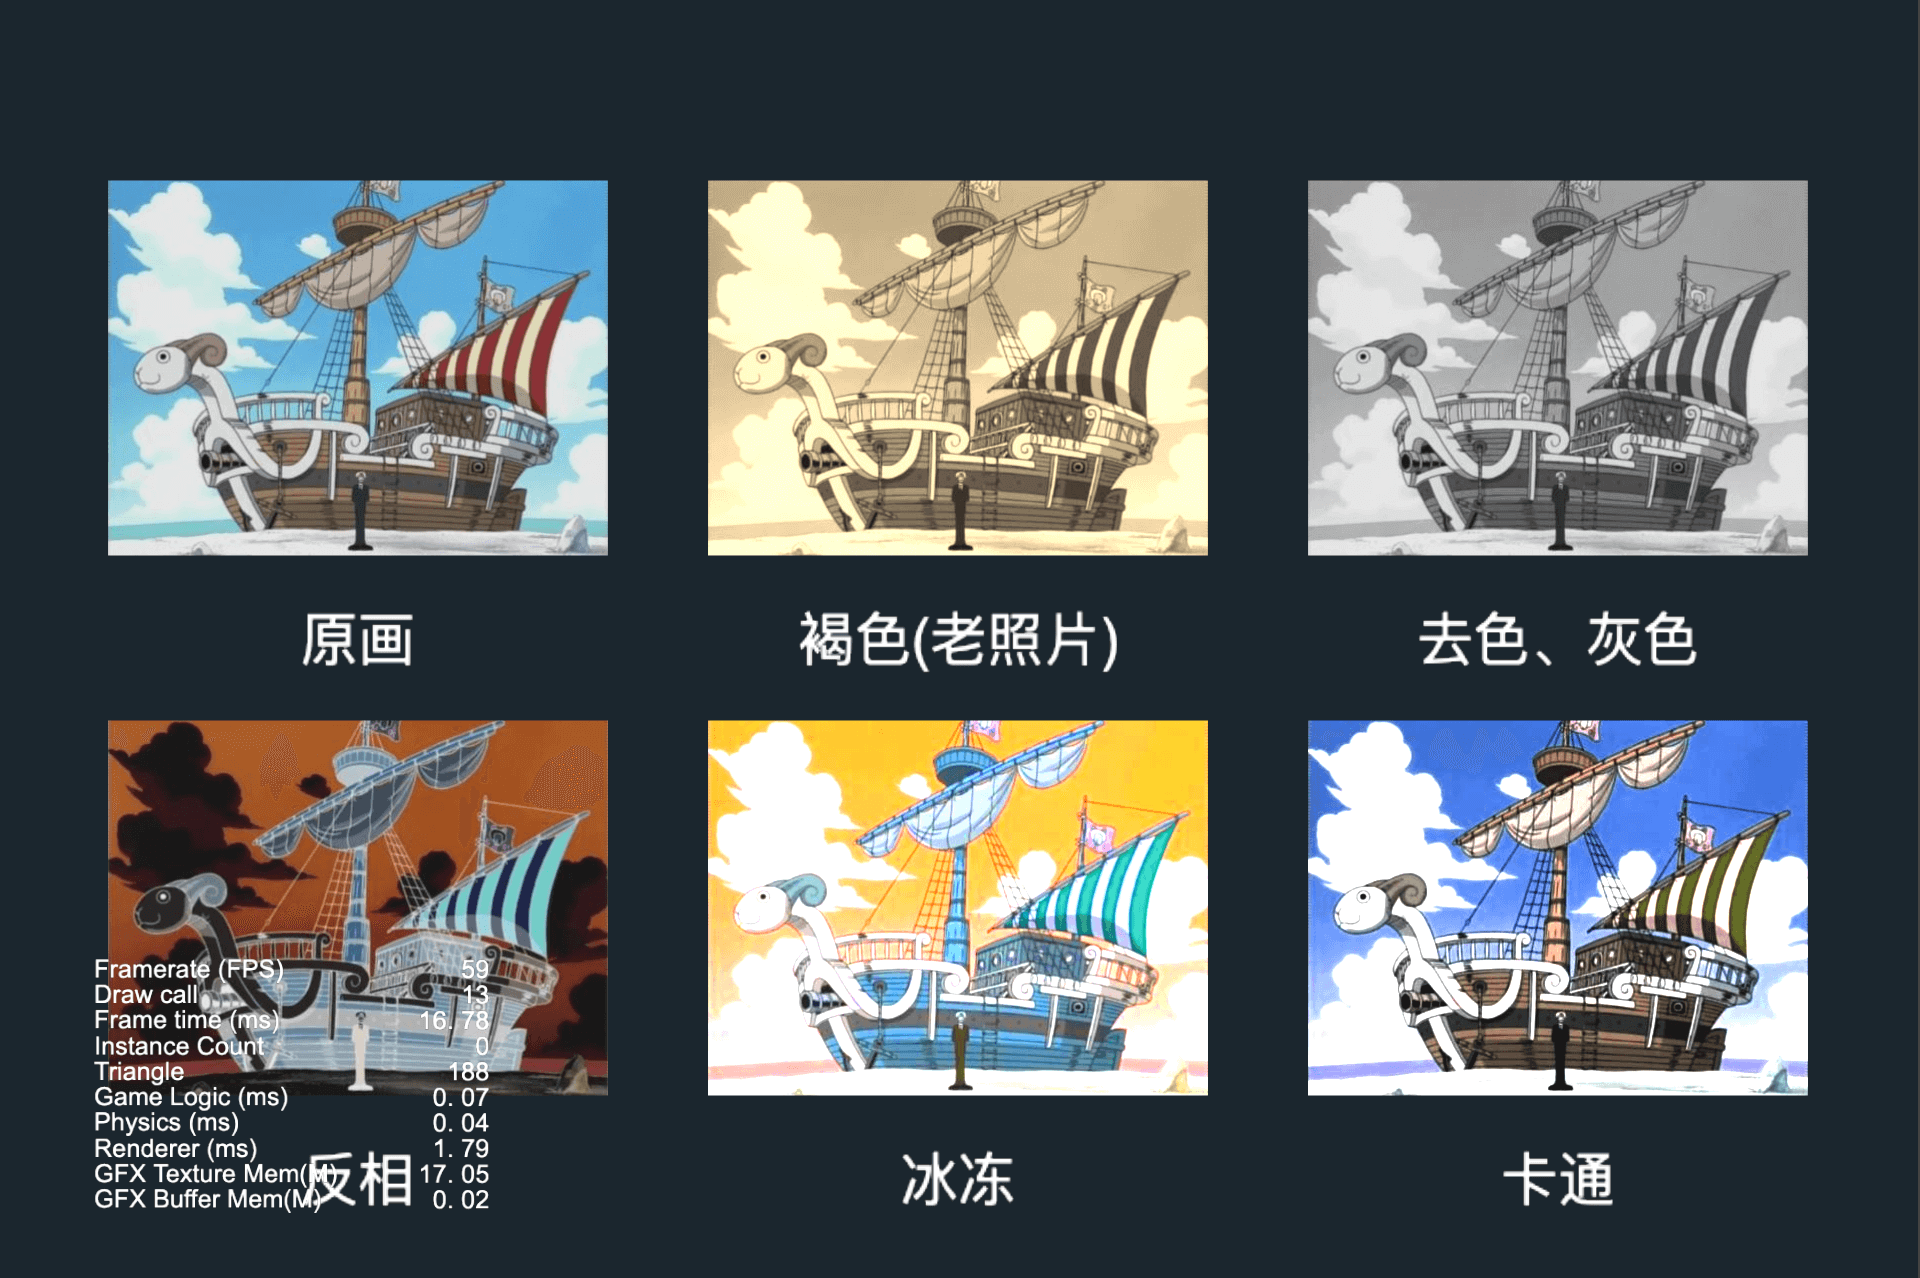 原画
褐色(老照片)
去色、灰色
Framerate (FPS) 59
Draw call 13
Frame time (ms) 16.78
Instance Count 0
Triangle 188
Game Logic (ms) 0.07
Physics (ms) 0.04
Renderer (ms) 1.79
GFX Texture Mem(M) 17.05
GFX Buffer Mem(M) 0.02
反相
冰冻
卡通